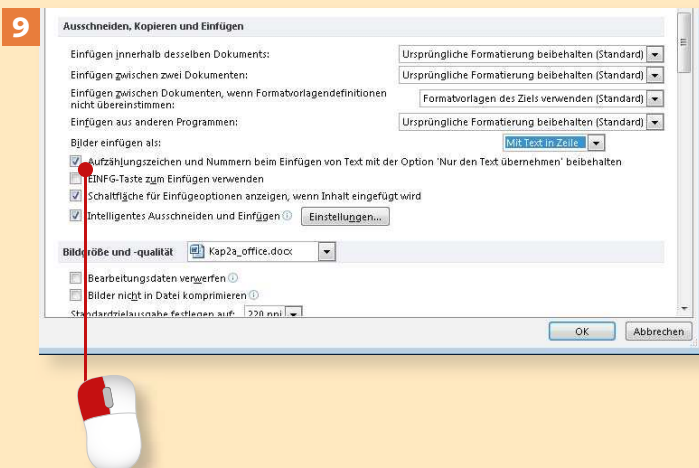 9
Ausschneiden, Kopieren und Einfügen
Einfügen innerhalb desselben Dokuments: Ursprüngliche Formatierung beibehalten (Standard)
Einfügen zwischen zwei Dokumenten: Ursprüngliche Formatierung beibehalten (Standard)
Einfügen zwischen Dokumenten, wenn Formatvorlagendefinitionen
nicht übereinstimmen: Formatvorlagen des Ziels verwenden (Standard)
Einfügen aus anderen Programmen: Ursprüngliche Formatierung beibehalten (Standard)
Bilder einfügen als: Mit Text in Zeile
Aufzählungszeichen und Nummern beim Einfügen von Text mit der Option 'Nur den Text übernehmen' beibehalten
EINFG-Taste zum Einfügen verwenden
Schaltfläche für Einfügeoptionen anzeigen, wenn Inhalt eingefügt wird
Intelligentes Ausschneiden und Einfügen Einstellungen...
Bildgröße und -qualität Kap2a_office.docx
Bearbeitungsdaten verwerfen
Bilder nicht in Datei komprimieren
Standardzielausgabe festlegen auf: 220 ppi
OK Abbrechen